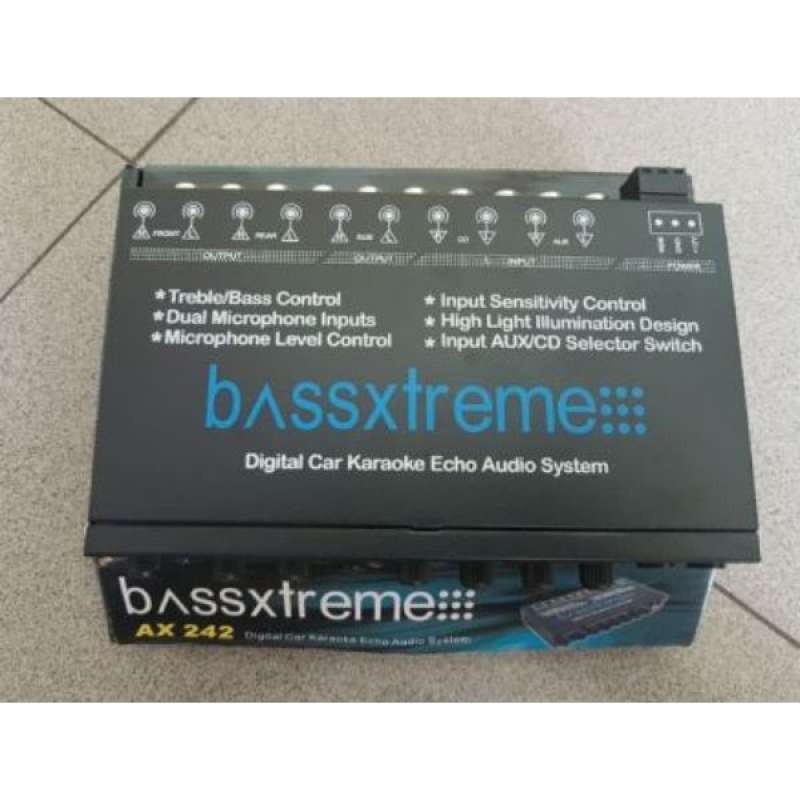 FRONT REAR SUB CD AUX
OUTPUT OUTPUT INPUT POWER
*Treble/Bass Control * Input Sensitivity Control
*Dual Microphone Inputs * High Light Illumination Design
*Microphone Level Control * Input AUX/CD Selector Switch
bʌssxtreme
Digital Car Karaoke Echo Audio System
bʌssxtreme
AX 242 Digital Car Karaoke Echo Audio System